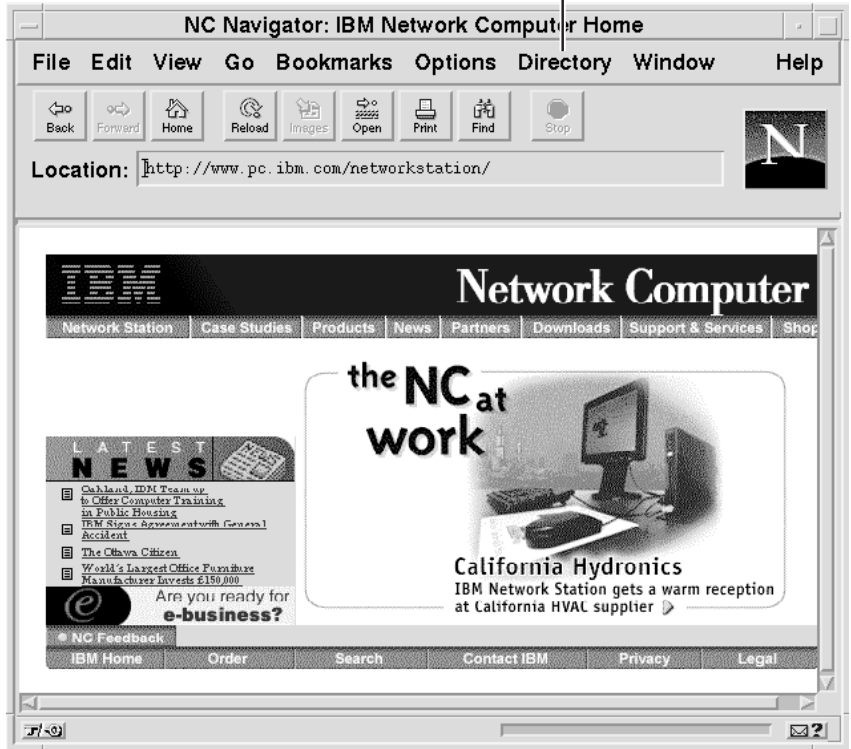 NC Navigator: IBM Network Computer Home
File Edit View Go Bookmarks Options Directory Window Help
Back Forward Home Reload Images Open Print Find Stop
N
Location: http://www.pc.ibm.com/networkstation/
IBM Network Computer
Network Station Case Studies Products News Partners Downloads Support & Services Shop
the NC at work
LATEST
NEWS
Oakland, IBM Team up
to Offer Computer Training
in Public Housing
IBM Signs Agreement with General
Accident
The Ottawa Citizen
World's Largest Office Furniture
Manufacturer Invests £150,000
California Hydronics
IBM Network Station gets a warm reception
at California HVAC supplier
e Are you ready for
e-business?
NC Feedback
IBM Home Order Search Contact IBM Privacy Legal
?